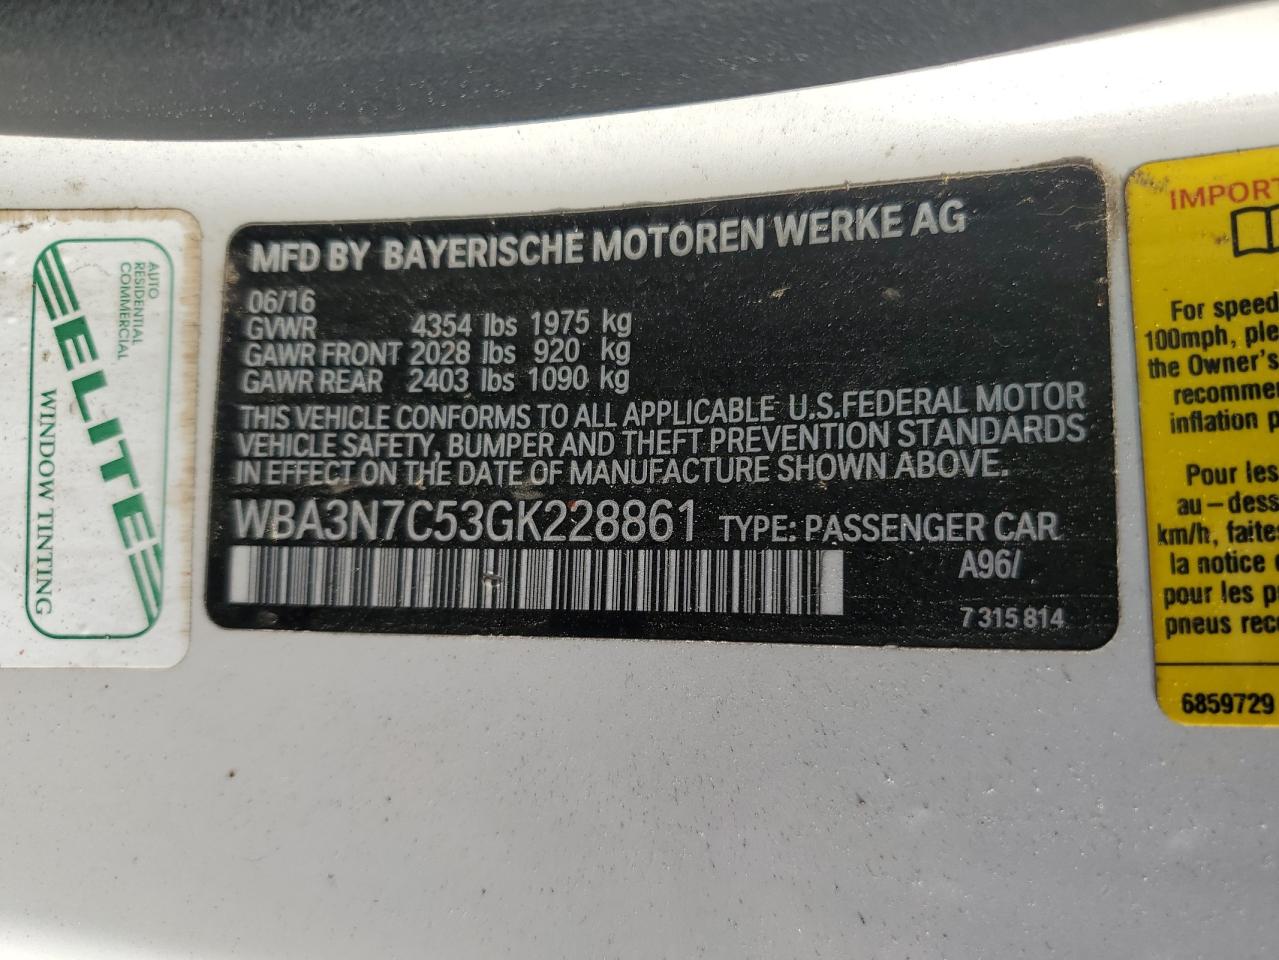 AUTO
RESIDENTIAL
COMMERCIAL
ELITE
WINDOW TINTING
MFD BY BAYERISCHE MOTOREN WERKE AG
06/16
GVWR 4354 lbs 1975 kg
GAWR FRONT 2028 lbs 920 kg
GAWR REAR 2403 lbs 1090 kg
THIS VEHICLE CONFORMS TO ALL APPLICABLE U.S.FEDERAL MOTOR
VEHICLE SAFETY, BUMPER AND THEFT PREVENTION STANDARDS
IN EFFECT ON THE DATE OF MANUFACTURE SHOWN ABOVE.
WBA3N7C53GK228861 TYPE: PASSENGER CAR
A96/
7 315 814
IMPORT
For speed
100mph, ple
the Owner's
recomme
inflation p
Pour les
au-dess
km/h, faites
la notice
pour les p
pneus rec
6859729